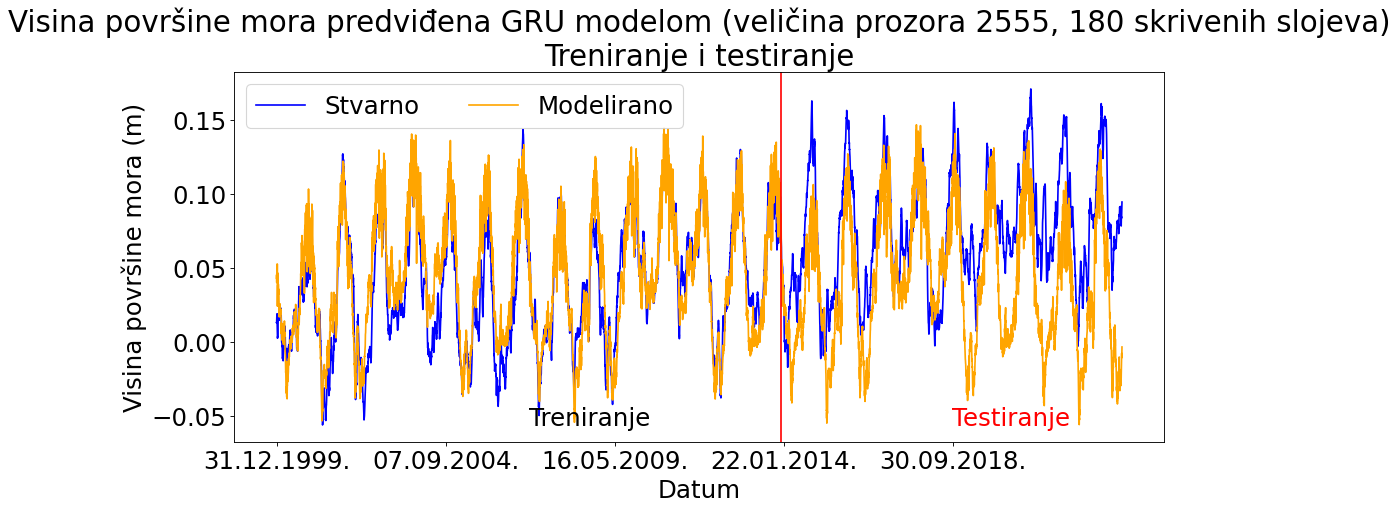 Visina površine mora predviđena GRU modelom (veličina prozora 2555, 180 skrivenih slojeva)
Treniranje i testiranje
Stvarno
Modelirano
Visina površine mora (m)
0.15
0.10
0.05
0.00
−0.05
Treniranje
Testiranje
31.12.1999.
07.09.2004.
16.05.2009.
22.01.2014.
30.09.2018.
Datum